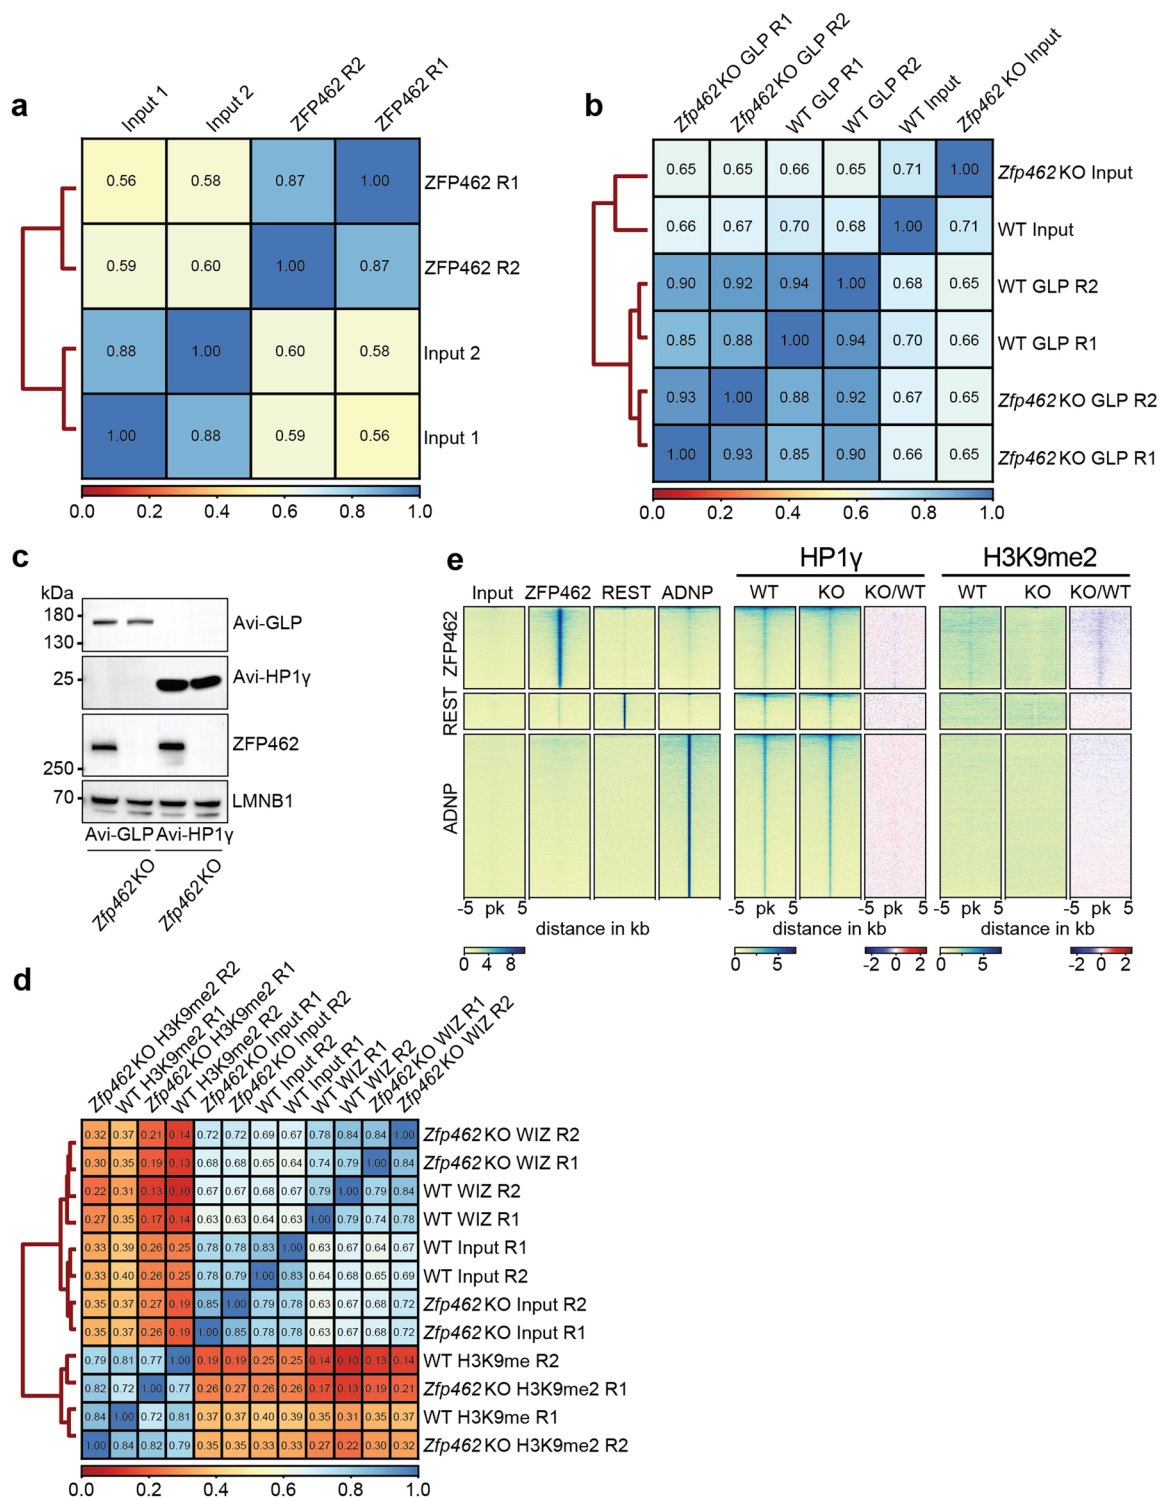 a
Input 1
Input 2
ZFP462 R2
ZFP462 R1
0.56 0.58 0.87 1.00 ZFP462 R1
0.59 0.60 1.00 0.87 ZFP462 R2
0.88 1.00 0.60 0.58 Input 2
1.00 0.88 0.59 0.56 Input 1
0.0 0.2 0.4 0.6 0.8 1.0
b
Zfp462 KO GLP R1
Zfp462 KO GLP R2
WT GLP R1
WT GLP R2
WT Input
Zfp462 KO Input
0.65 0.65 0.66 0.65 0.71 1.00 Zfp462 KO Input
0.66 0.67 0.70 0.68 1.00 0.71 WT Input
0.90 0.92 0.94 1.00 0.68 0.65 WT GLP R2
0.85 0.88 1.00 0.94 0.70 0.66 WT GLP R1
0.93 1.00 0.88 0.92 0.67 0.65 Zfp462 KO GLP R2
1.00 0.93 0.85 0.90 0.66 0.65 Zfp462 KO GLP R1
0.0 0.2 0.4 0.6 0.8 1.0
c
kDa
180
130
Avi-GLP
25
Avi-HP1γ
ZFP462
250
70
LMNB1
Avi-GLP Avi-HP1γ
Zfp462 KO
Zfp462 KO
e
HP1γ H3K9me2
Input ZFP462 REST ADNP WT KO KO/WT WT KO KO/WT
ZFP462
REST
ADNP
-5 pk 5 -5 pk 5 -5 pk 5
distance in kb distance in kb distance in kb
0 4 8 0 5 -2 0 2 0 5 -2 0 2
d
Zfp462 KO H3K9me2 R2
WT H3K9me2 R1
Zfp462 KO H3K9me2 R1
WT H3K9me2 R2
Zfp462 KO Input R1
Zfp462 KO Input R2
WT Input R2
WT Input R1
WT WIZ R1
WT WIZ R2
Zfp462 KO WIZ R1
Zfp462 KO WIZ R2
0.32 0.37 0.21 0.14 0.72 0.72 0.69 0.67 0.78 0.84 0.84 1.00 Zfp462 KO WIZ R2
0.30 0.35 0.19 0.13 0.68 0.68 0.65 0.64 0.74 0.79 1.00 0.84 Zfp462 KO WIZ R1
0.22 0.31 0.13 0.10 0.67 0.67 0.68 0.67 0.79 1.00 0.79 0.84 WT WIZ R2
0.27 0.35 0.17 0.14 0.63 0.63 0.64 0.63 1.00 0.79 0.74 0.78 WT WIZ R1
0.33 0.39 0.26 0.25 0.78 0.78 0.83 1.00 0.63 0.67 0.64 0.67 WT Input R1
0.33 0.40 0.26 0.25 0.78 0.79 1.00 0.83 0.64 0.68 0.65 0.69 WT Input R2
0.35 0.37 0.27 0.19 0.85 1.00 0.79 0.78 0.63 0.67 0.68 0.72 Zfp462 KO Input R2
0.35 0.37 0.26 0.19 1.00 0.85 0.78 0.78 0.63 0.67 0.68 0.72 Zfp462 KO Input R1
0.79 0.81 0.77 1.00 0.19 0.19 0.25 0.25 0.14 0.10 0.13 0.14 WT H3K9me R2
0.82 0.72 1.00 0.77 0.26 0.27 0.26 0.26 0.17 0.13 0.19 0.21 Zfp462 KO H3K9me2 R1
0.84 1.00 0.72 0.81 0.37 0.37 0.40 0.39 0.35 0.31 0.35 0.37 WT H3K9me R1
1.00 0.84 0.82 0.79 0.35 0.35 0.33 0.33 0.27 0.22 0.30 0.32 Zfp462 KO H3K9me2 R2
0.0 0.2 0.4 0.6 0.8 1.0